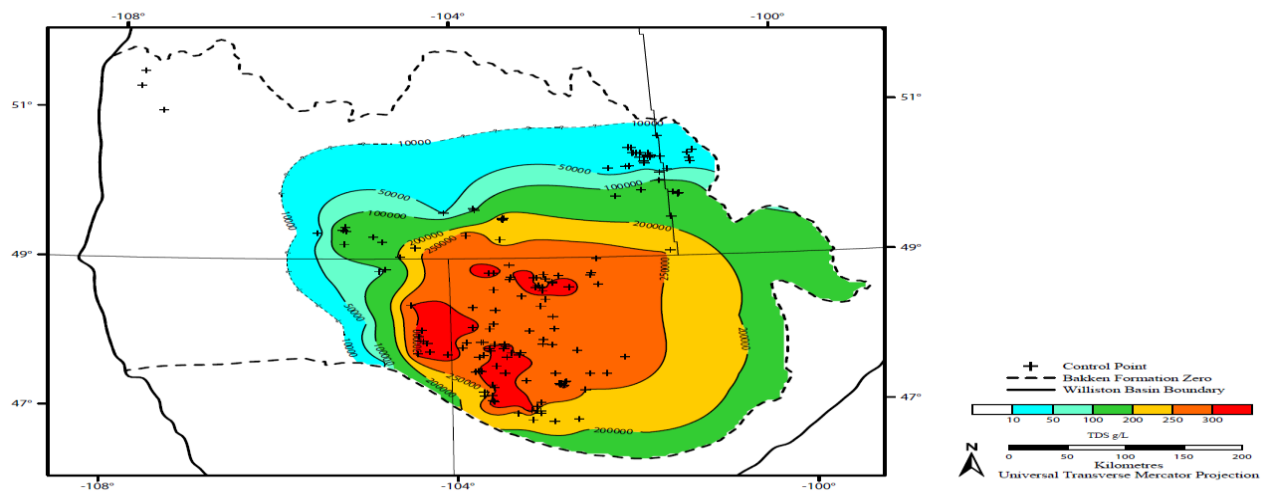 -108° -104° -100°
51° 51°
10000 10000
50000
50000 100000
10000 100000 200000
200000
250000
49° 250000 49°
50000
200000
10000 100000
250000
200000
47° 47°
200000
-108° -104° -100°
Control Point
Bakken Formation Zero
Williston Basin Boundary
10 50 100 200 250 300
TDS g/L
N
0 50 100 150 200
Kilometres
Universal Transverse Mercator Projection